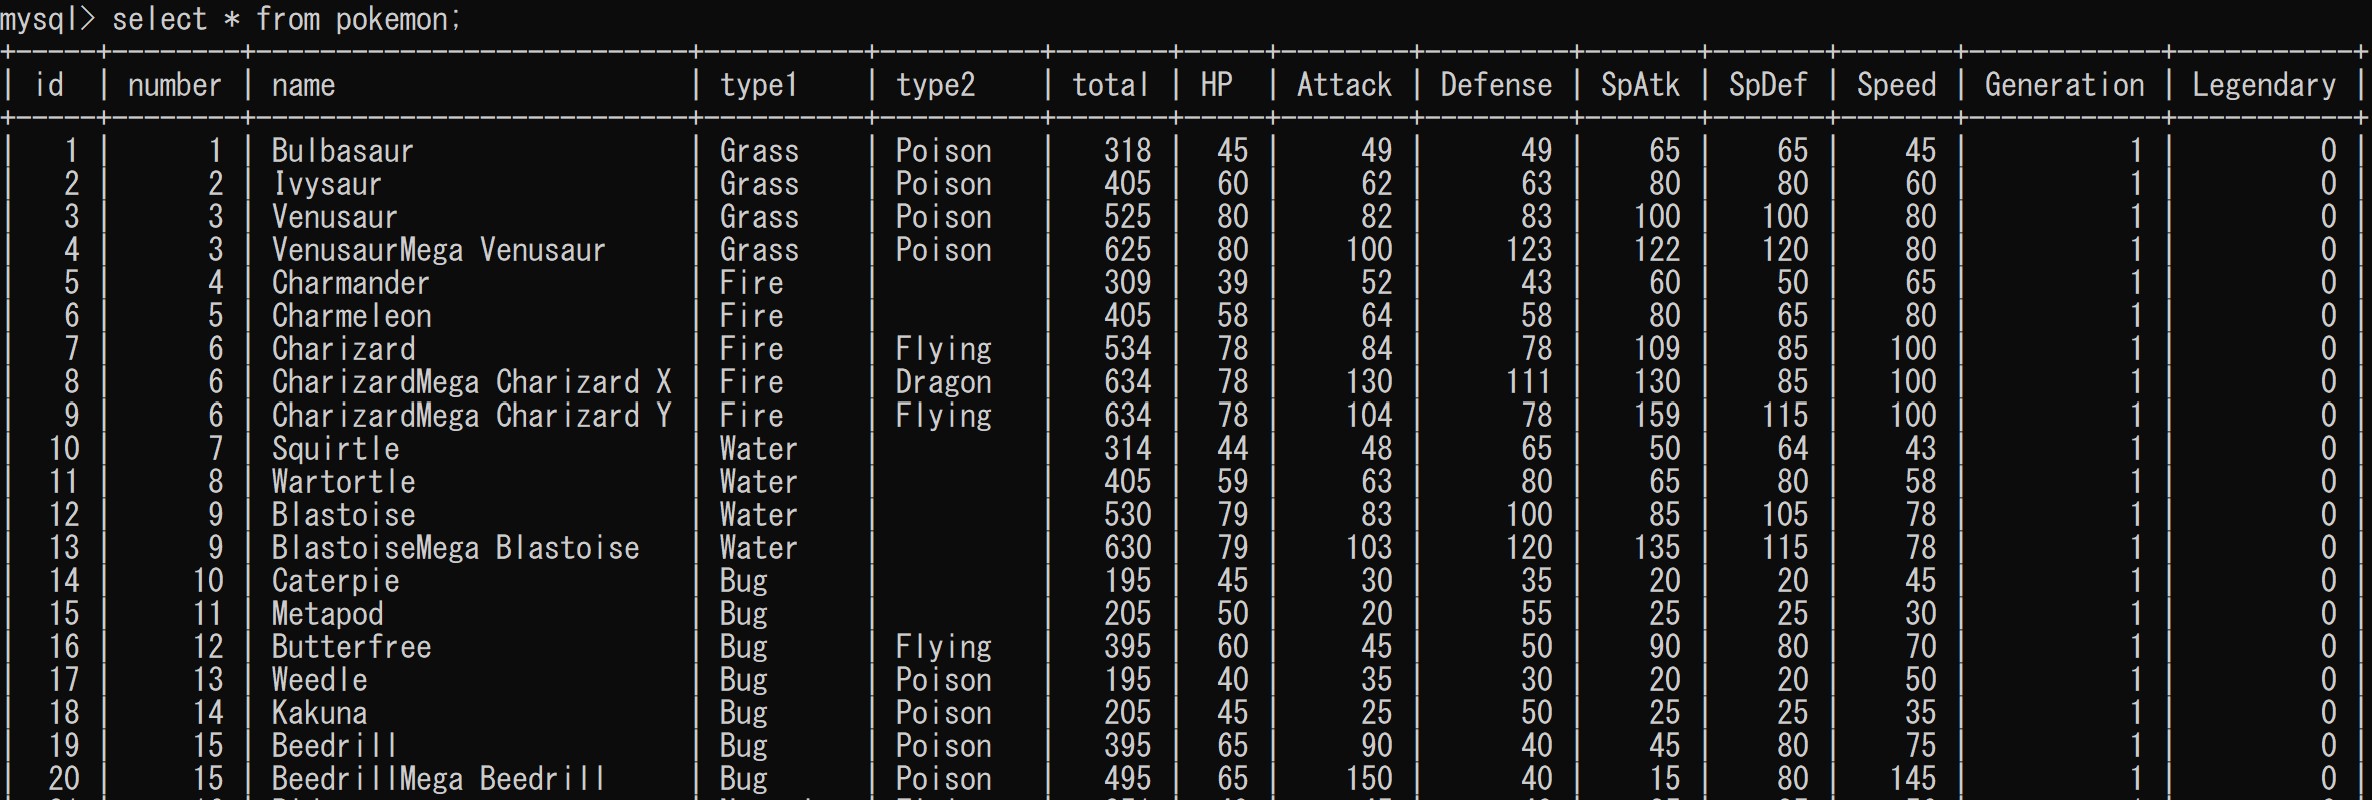 mysql> select * from pokemon;
+-----+--------+----------------------------+-----------+-----------+-------+-----+--------+---------+-------+-------+-------+------------+-----------+
| id | number | name | type1 | type2 | total | HP | Attack | Defense | SpAtk | SpDef | Speed | Generation | Legendary |
+-----+--------+----------------------------+-----------+-----------+-------+-----+--------+---------+-------+-------+-------+------------+-----------+
| 1 | 1 | Bulbasaur | Grass | Poison | 318 | 45 | 49 | 49 | 65 | 65 | 45 | 1 | 0 |
| 2 | 2 | Ivysaur | Grass | Poison | 405 | 60 | 62 | 63 | 80 | 80 | 60 | 1 | 0 |
| 3 | 3 | Venusaur | Grass | Poison | 525 | 80 | 82 | 83 | 100 | 100 | 80 | 1 | 0 |
| 4 | 3 | VenusaurMega Venusaur | Grass | Poison | 625 | 80 | 100 | 123 | 122 | 120 | 80 | 1 | 0 |
| 5 | 4 | Charmander | Fire | | 309 | 39 | 52 | 43 | 60 | 50 | 65 | 1 | 0 |
| 6 | 5 | Charmeleon | Fire | | 405 | 58 | 64 | 58 | 80 | 65 | 80 | 1 | 0 |
| 7 | 6 | Charizard | Fire | Flying | 534 | 78 | 84 | 78 | 109 | 85 | 100 | 1 | 0 |
| 8 | 6 | CharizardMega Charizard X | Fire | Dragon | 634 | 78 | 130 | 111 | 130 | 85 | 100 | 1 | 0 |
| 9 | 6 | CharizardMega Charizard Y | Fire | Flying | 634 | 78 | 104 | 78 | 159 | 115 | 100 | 1 | 0 |
| 10 | 7 | Squirtle | Water | | 314 | 44 | 48 | 65 | 50 | 64 | 43 | 1 | 0 |
| 11 | 8 | Wartortle | Water | | 405 | 59 | 63 | 80 | 65 | 80 | 58 | 1 | 0 |
| 12 | 9 | Blastoise | Water | | 530 | 79 | 83 | 100 | 85 | 105 | 78 | 1 | 0 |
| 13 | 9 | BlastoiseMega Blastoise | Water | | 630 | 79 | 103 | 120 | 135 | 115 | 78 | 1 | 0 |
| 14 | 10 | Caterpie | Bug | | 195 | 45 | 30 | 35 | 20 | 20 | 45 | 1 | 0 |
| 15 | 11 | Metapod | Bug | | 205 | 50 | 20 | 55 | 25 | 25 | 30 | 1 | 0 |
| 16 | 12 | Butterfree | Bug | Flying | 395 | 60 | 45 | 50 | 90 | 80 | 70 | 1 | 0 |
| 17 | 13 | Weedle | Bug | Poison | 195 | 40 | 35 | 30 | 20 | 20 | 50 | 1 | 0 |
| 18 | 14 | Kakuna | Bug | Poison | 205 | 45 | 25 | 50 | 25 | 25 | 35 | 1 | 0 |
| 19 | 15 | Beedrill | Bug | Poison | 395 | 65 | 90 | 40 | 45 | 80 | 75 | 1 | 0 |
| 20 | 15 | BeedrillMega Beedrill | Bug | Poison | 495 | 65 | 150 | 40 | 15 | 80 | 145 | 1 | 0 |